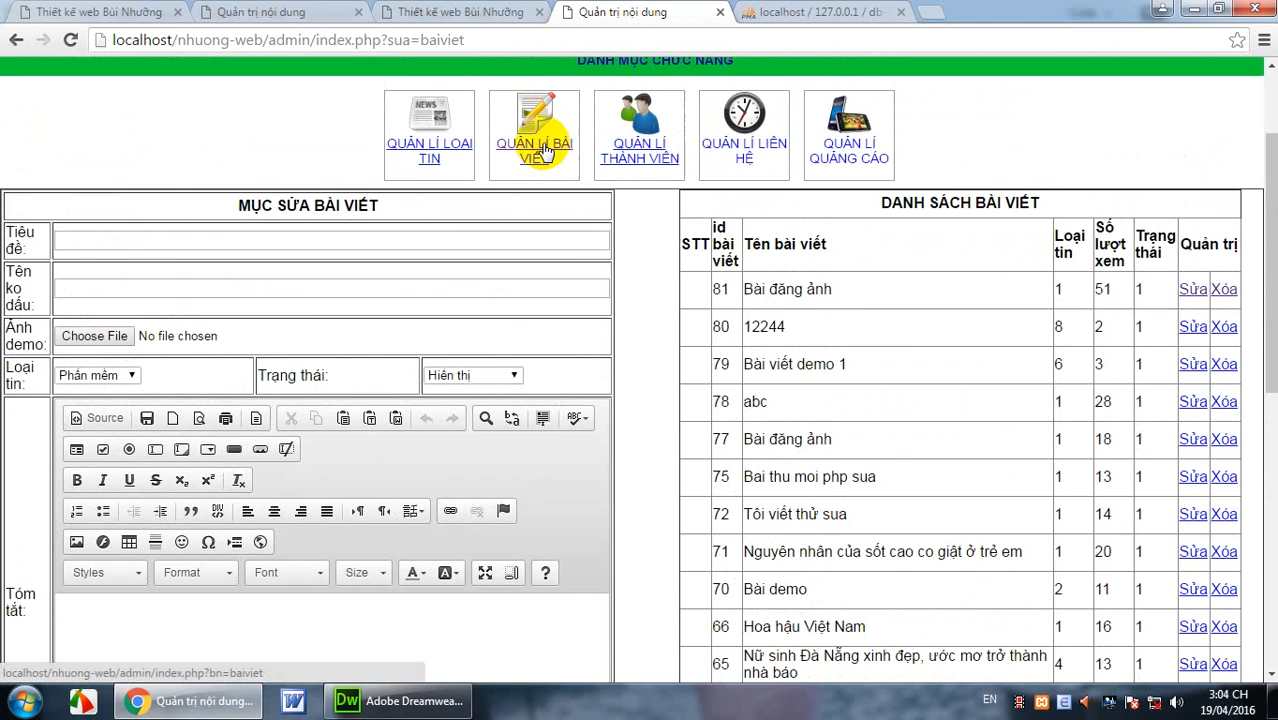 Thiết kế web Bùi Nhưỡng
Quản trị nội dung
Thiết kế web Bùi Nhưỡng
Quản trị nội dung
localhost / 127.0.0.1 / db-
localhost/nhuong-web/admin/index.php?sua=baiviet
DANH MỤC CHỨC NĂNG
NEWS
QUẢN LÍ LOẠI
TIN
QUẢN LÍ BÀI
VIẾT
QUẢN LÍ
THÀNH VIÊN
QUẢN LÍ LIÊN
HỆ
QUẢN LÍ
QUẢNG CÁO
MỤC SỬA BÀI VIẾT
Tiêu
đề:
Tên
ko
dấu:
Ảnh
demo:
Choose File No file chosen
Loại
tin:
Phần mềm
Trạng thái:
Hiển thị
Source
B I U S x₂ x² Tx
Styles Format Font Size A A ?
Tóm
tắt:
DANH SÁCH BÀI VIẾT
STT
id
bài
viết
Tên bài viết
Loại
tin
Số
lượt
xem
Trạng
thái
Quản trị
81 Bài đăng ảnh 1 51 1 Sửa Xóa
80 12244 8 2 1 Sửa Xóa
79 Bài viết demo 1 6 3 1 Sửa Xóa
78 abc 1 28 1 Sửa Xóa
77 Bài đăng ảnh 1 18 1 Sửa Xóa
75 Bai thu moi php sua 1 13 1 Sửa Xóa
72 Tôi viết thử sua 1 14 1 Sửa Xóa
71 Nguyên nhân của sốt cao co giật ở trẻ em 1 20 1 Sửa Xóa
70 Bài demo 2 11 1 Sửa Xóa
66 Hoa hậu Việt Nam 1 16 1 Sửa Xóa
65 Nữ sinh Đà Nẵng xinh đẹp, ước mơ trở thành
nhà báo 4 13 1 Sửa Xóa
localhost/nhuong-web/admin/index.php?bn=baiviet
Quản trị nội dung...
Dw Adobe Dreamwea...
EN
3:04 CH
19/04/2016